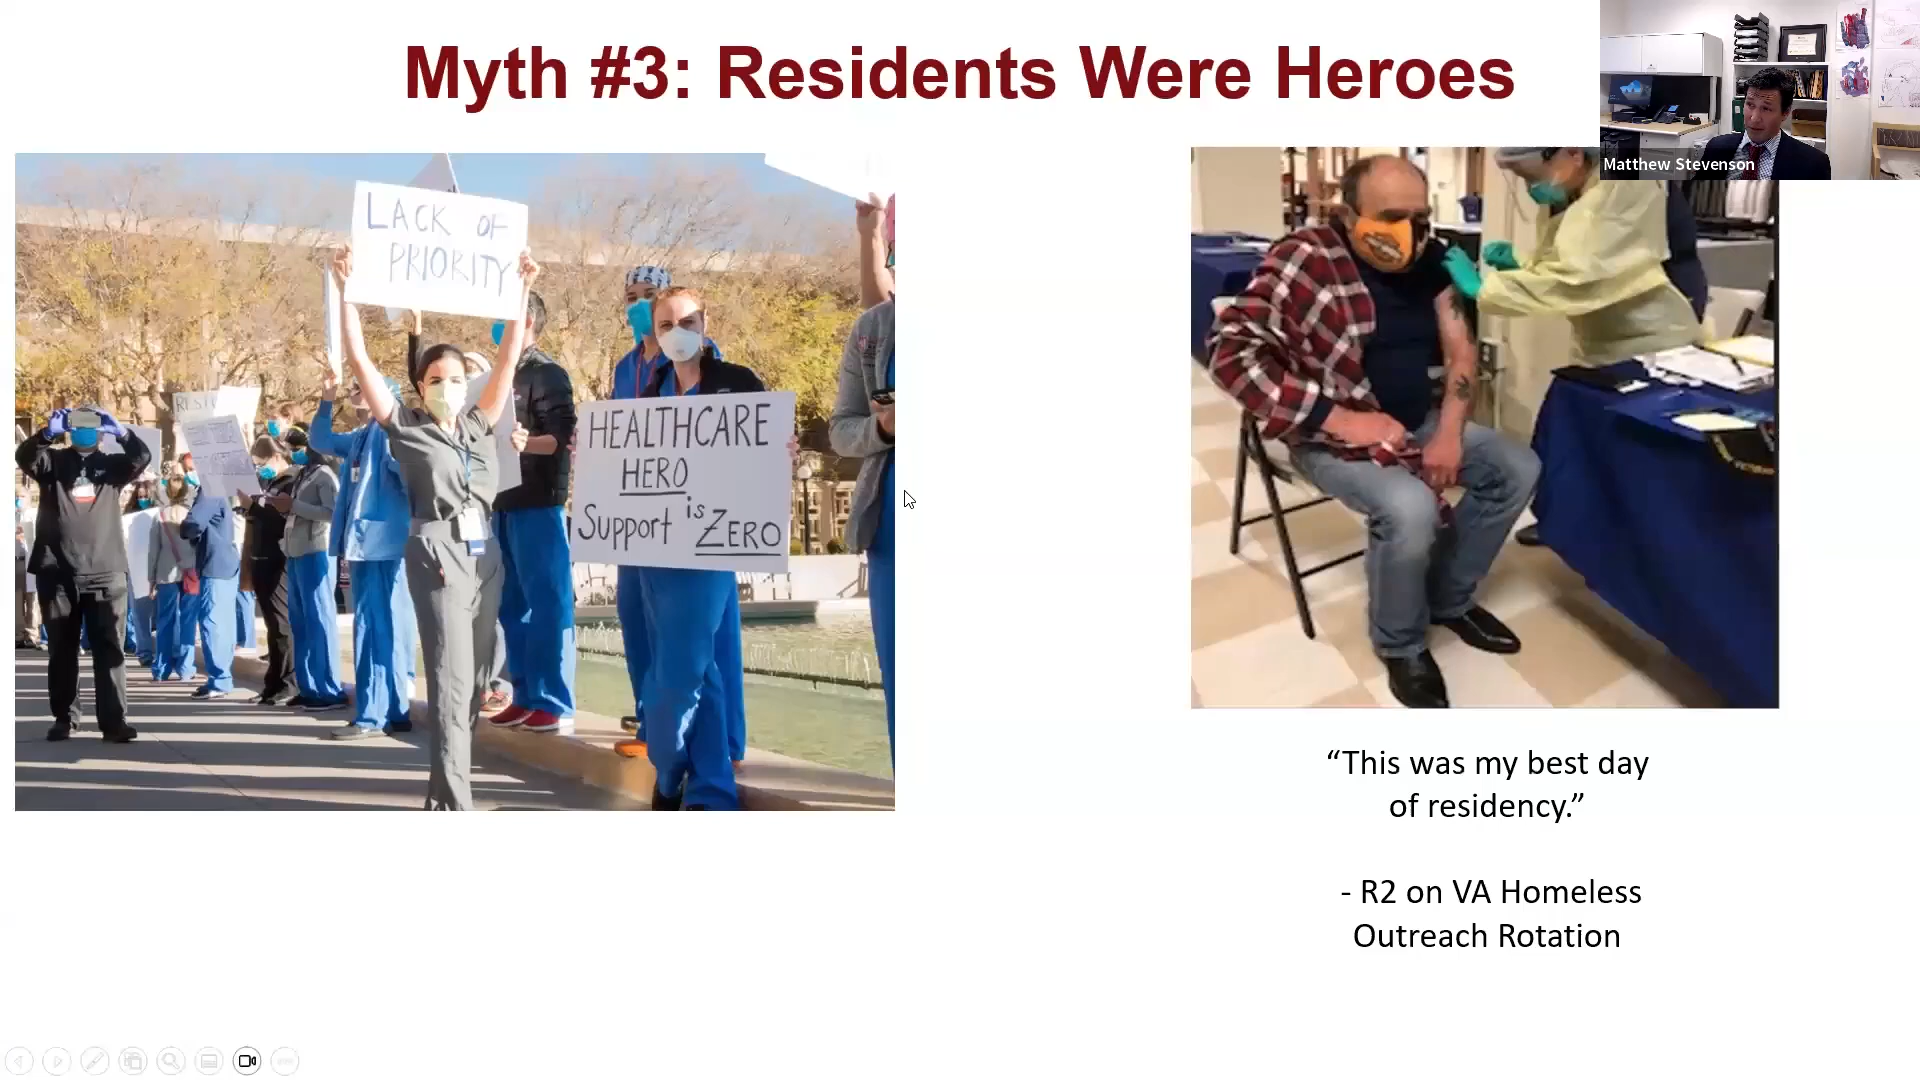 Myth #3: Residents Were Heroes
Matthew Stevenson
LACK OF
PRIORITY
HEALTHCARE
HERO
Support is ZERO
“This was my best day
of residency.”
- R2 on VA Homeless
Outreach Rotation